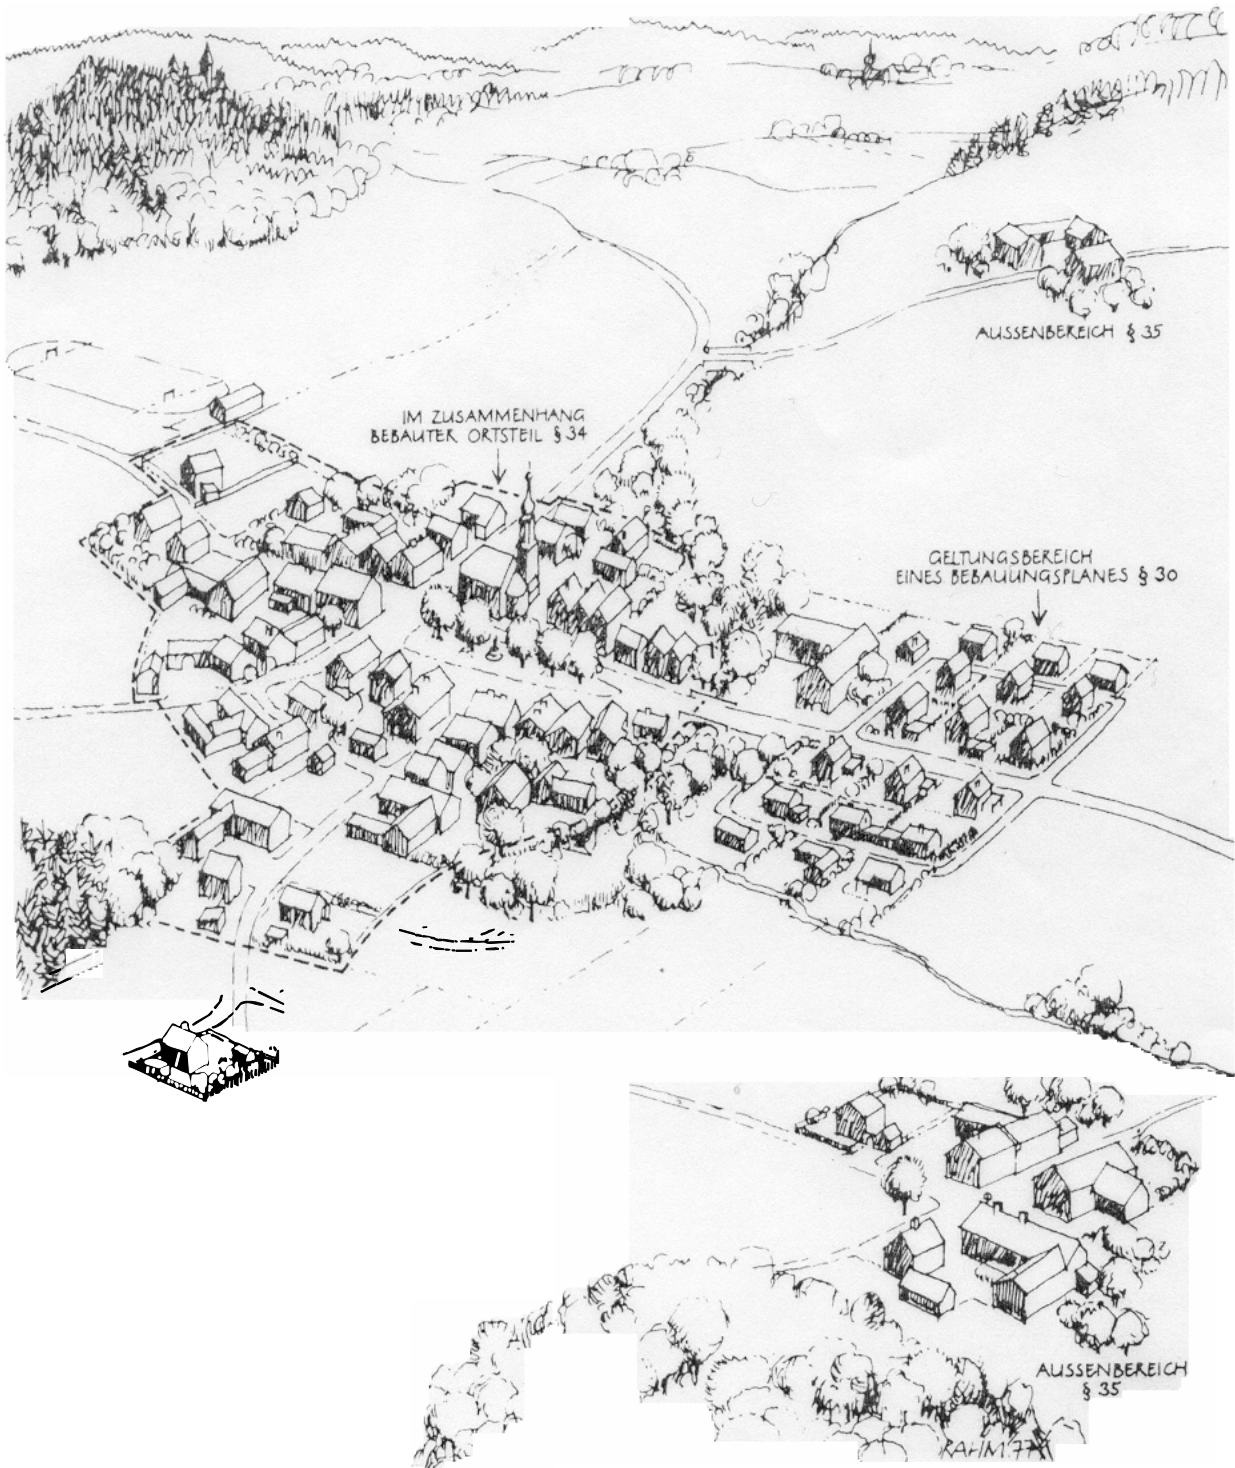 AUSSENBEREICH § 35
IM ZUSAMMENHANG
BEBAUTER ORTSTEIL § 34
GELTUNGSBEREICH
EINES BEBAUUNGSPLANES § 30
AUSSENBEREICH
§ 35
RAHM 77